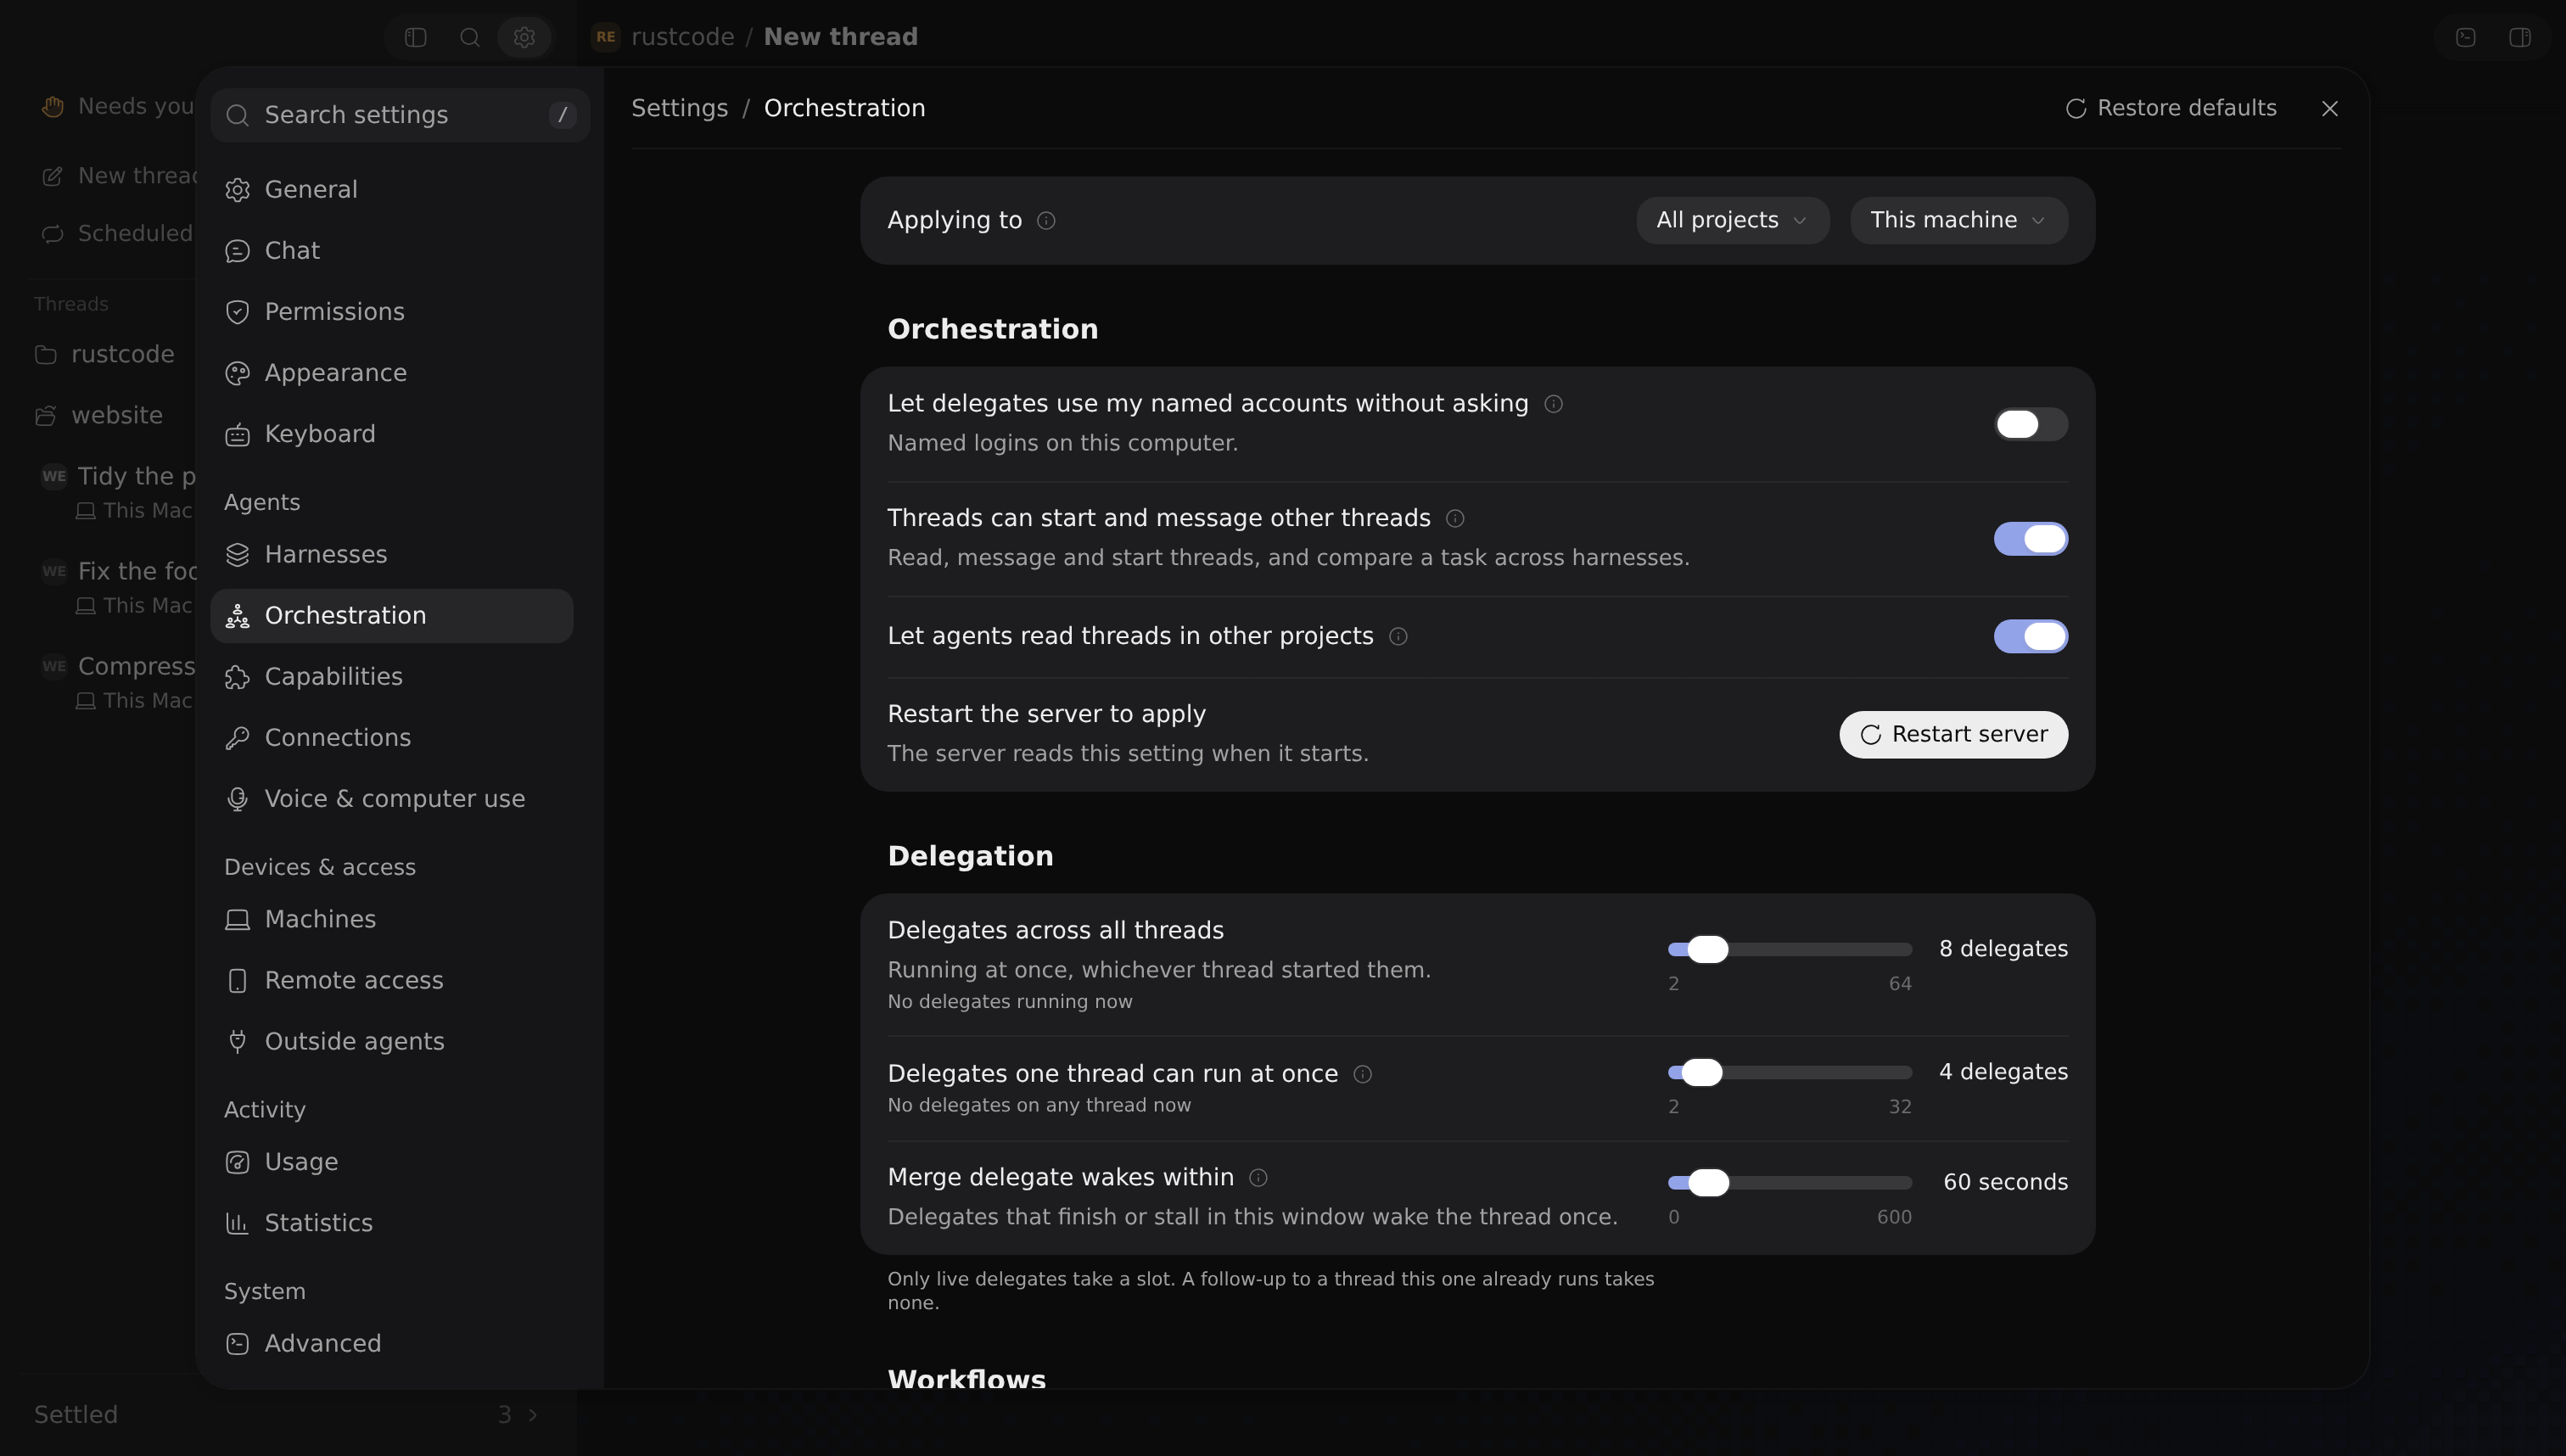 RE rustcode / New thread
Needs you
New thread
Scheduled
Threads
rustcode
website
WE Tidy the p
This Mac
WE Fix the foo
This Mac
WE Compress
This Mac
Settled 3
Search settings /
General
Chat
Permissions
Appearance
Keyboard
Agents
Harnesses
Orchestration
Capabilities
Connections
Voice & computer use
Devices & access
Machines
Remote access
Outside agents
Activity
Usage
Statistics
System
Advanced
Settings / Orchestration
Restore defaults
Applying to
All projects
This machine
Orchestration
Let delegates use my named accounts without asking
Named logins on this computer.
Threads can start and message other threads
Read, message and start threads, and compare a task across harnesses.
Let agents read threads in other projects
Restart the server to apply
The server reads this setting when it starts.
Restart server
Delegation
Delegates across all threads
Running at once, whichever thread started them.
No delegates running now
8 delegates
2 64
Delegates one thread can run at once
No delegates on any thread now
4 delegates
2 32
Merge delegate wakes within
Delegates that finish or stall in this window wake the thread once.
60 seconds
0 600
Only live delegates take a slot. A follow-up to a thread this one already runs takes
none.
Workflows